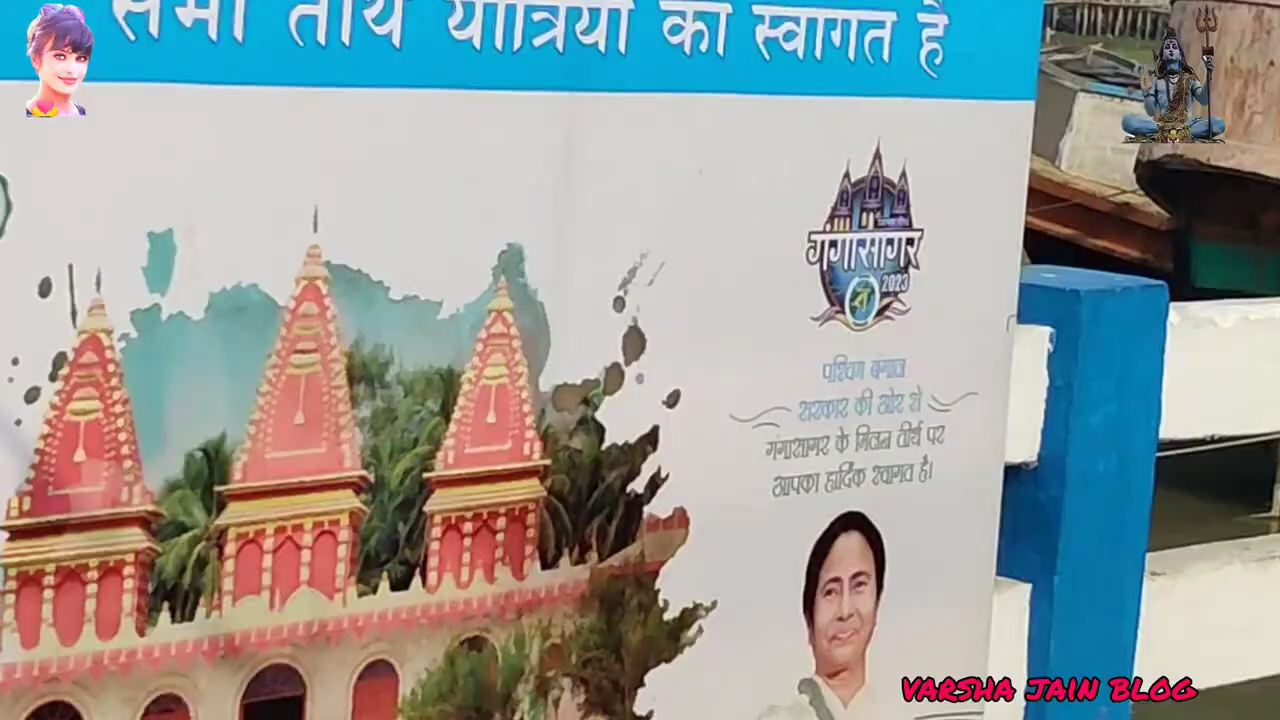 सभी तीर्थ यात्रियों का स्वागत है
गंगासागर
2023
पश्चिम बंगाल
सरकार की ओर से
गंगासागर के मिलन तीर्थ पर
आपका हार्दिक स्वागत है।
VARSHA JAIN BLOG